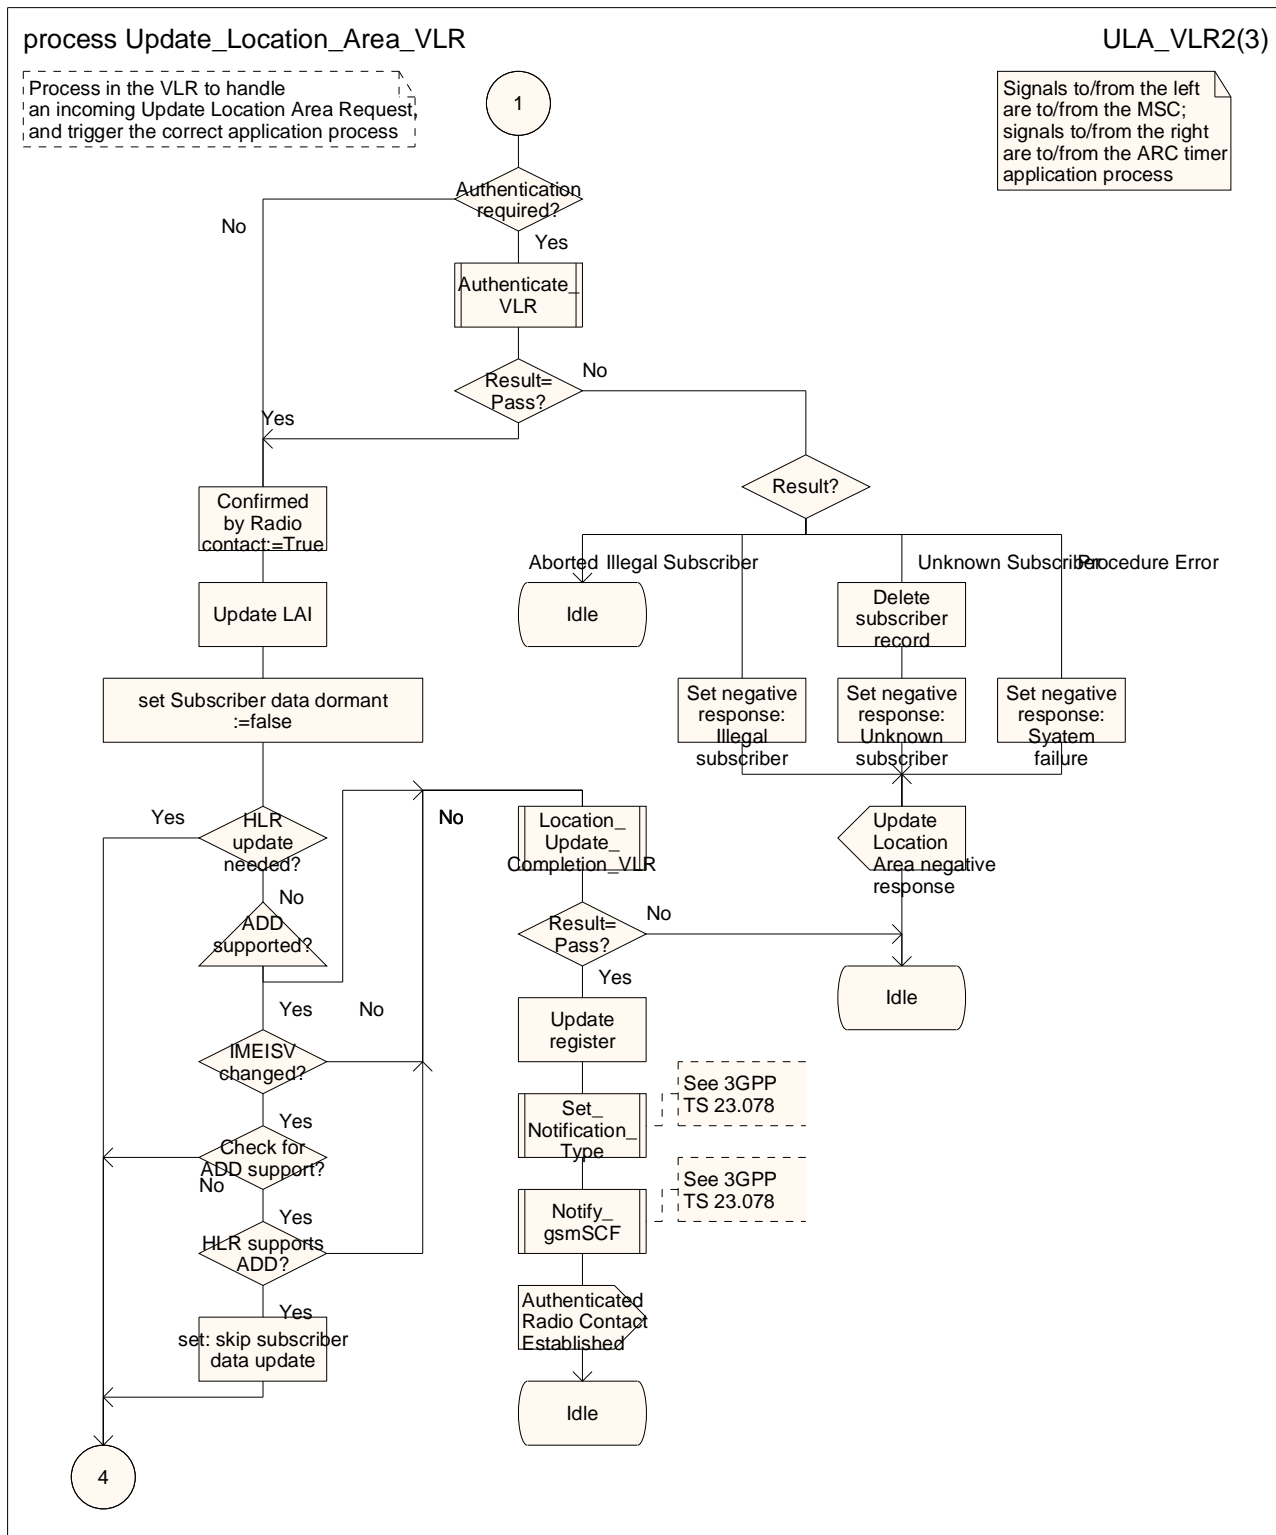 process Update_Location_Area_VLR
ULA_VLR2(3)
Process in the VLR to handle
an incoming Update Location Area Request,
and trigger the correct application process
1
Signals to/from the left
are to/from the MSC;
signals to/from the right
are to/from the ARC timer
application process
Authentication
required?
No
Yes
Authenticate_
VLR
Result=
Pass?
No
Yes
Result?
Confirmed
by Radio
contact:=True
Aborted
Illegal Subscriber
Unknown Subscriber
Procedure Error
Update LAI
Idle
Delete
subscriber
record
set Subscriber data dormant
:=false
Set negative
response:
Illegal
subscriber
Set negative
response:
Unknown
subscriber
Set negative
response:
Syatem
failure
Yes
HLR
update
needed?
No
Location_
Update_
Completion_VLR
Update
Location
Area negative
response
No
ADD
supported?
Result=
Pass?
No
Yes
Idle
Yes
No
Update
register
IMEISV
changed?
See 3GPP
TS 23.078
Yes
Set_
Notification_
Type
Check for
ADD support?
No
See 3GPP
TS 23.078
Yes
Notify_
gsmSCF
HLR supports
ADD?
Yes
Authenticated
Radio Contact
Established
set: skip subscriber
data update
Idle
4